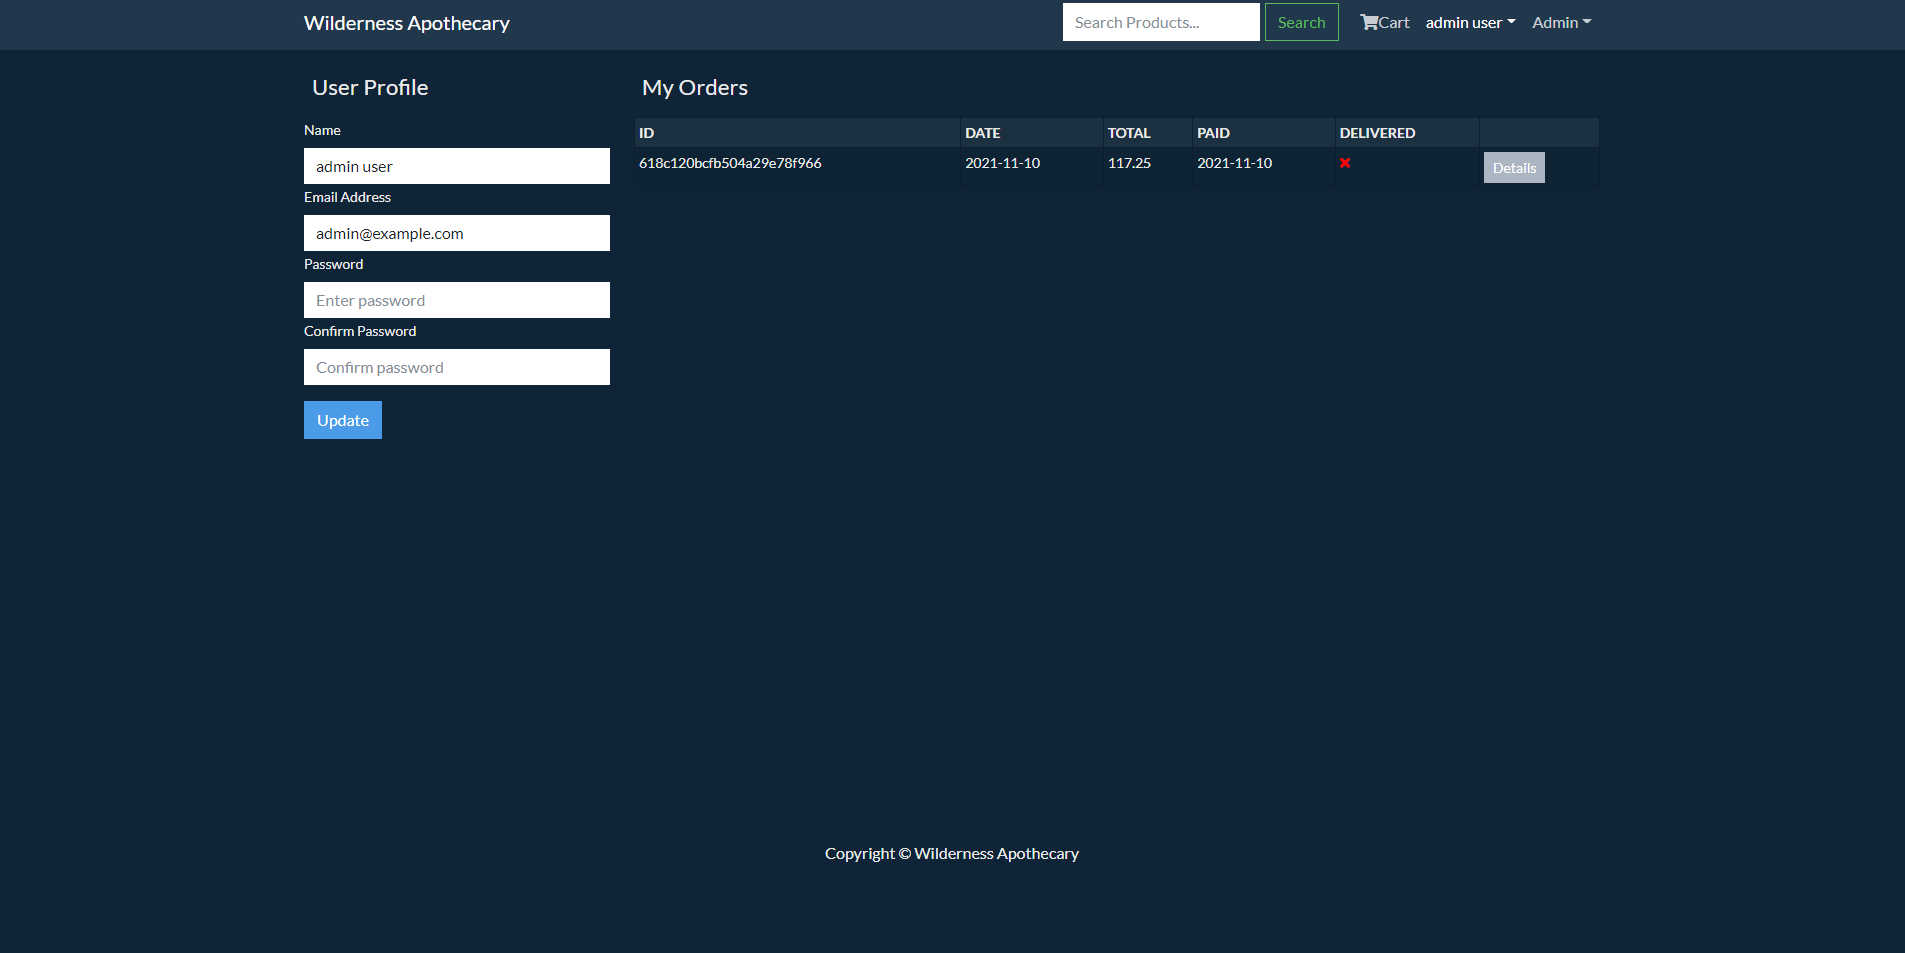 Wilderness Apothecary
Search Products...
Search
Cart
admin user
Admin
User Profile
Name
admin user
Email Address
admin@example.com
Password
Enter password
Confirm Password
Confirm password
Update
My Orders
ID DATE TOTAL PAID DELIVERED
618c120bcfb504a29e78f966 2021-11-10 117.25 2021-11-10 Details
Copyright © Wilderness Apothecary